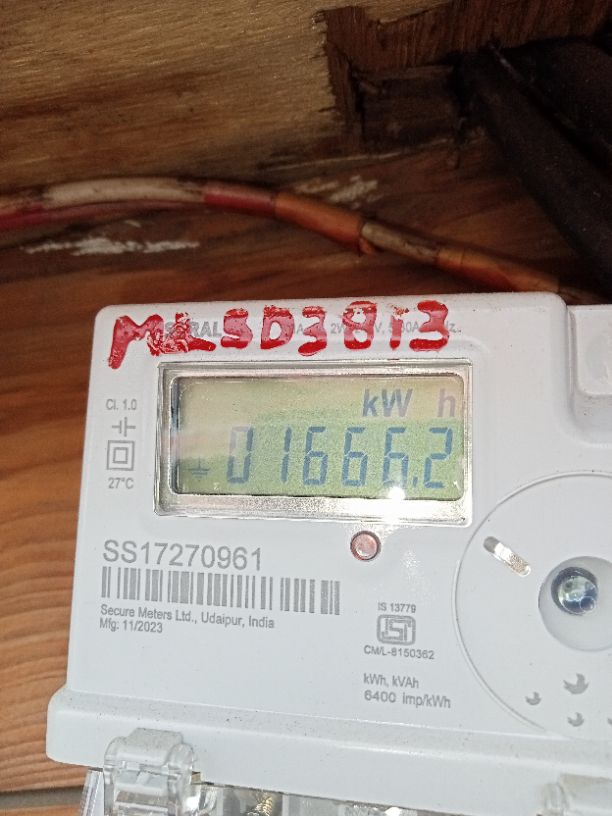 MLSD3813
kW h
01666.2
Cl. 1.0
27°C
SS17270961
Secure Meters Ltd., Udaipur, India
Mfg: 11/2023
IS 13779
CM/L-8150362
kWh, kVAh
6400 imp/kWh